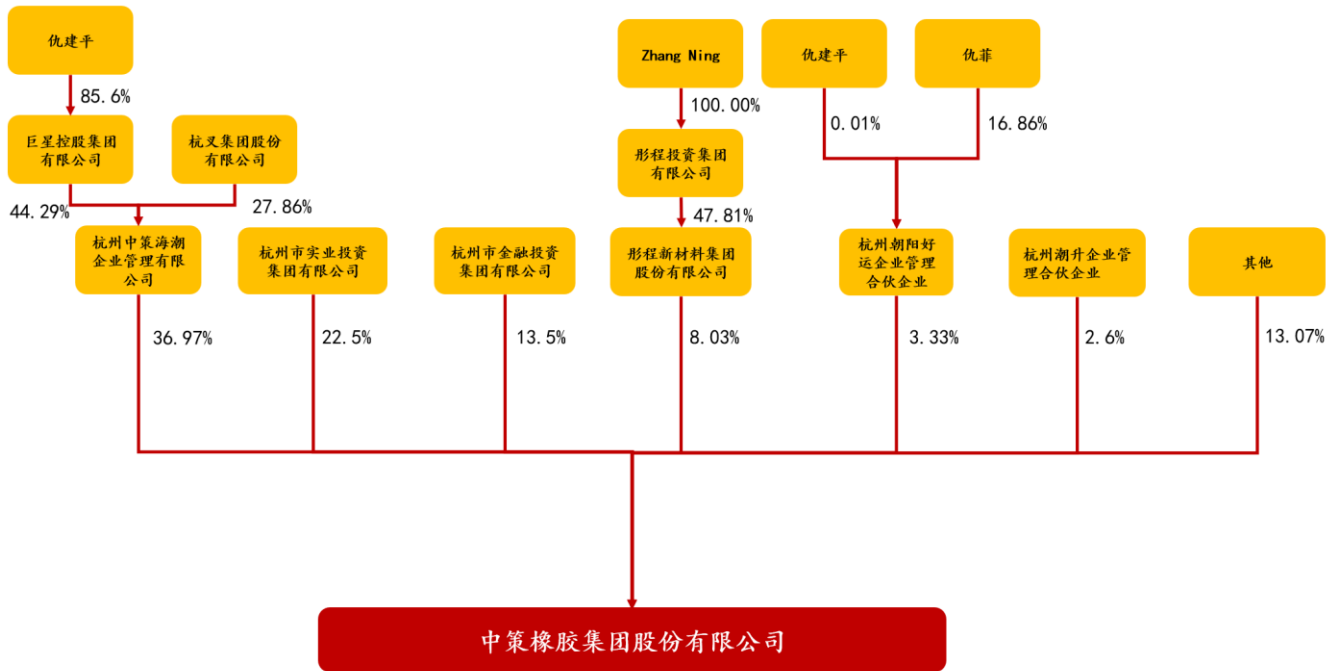 仇建平
Zhang Ning
仇建平
仇菲
85.6%
100.00%
0.01%
16.86%
巨星控股集团
有限公司
杭叉集团股份
有限公司
彤程投资集团
有限公司
44.29%
27.86%
47.81%
杭州中策海潮
企业管理有限公
司
杭州市实业投资
集团有限公司
杭州市金融投资
集团有限公司
彤程新材料集团
股份有限公司
杭州朝阳好
运企业管理
合伙企业
杭州潮升企业管
理合伙企业
其他
36.97%
22.5%
13.5%
8.03%
3.33%
2.6%
13.07%
中策橡胶集团股份有限公司